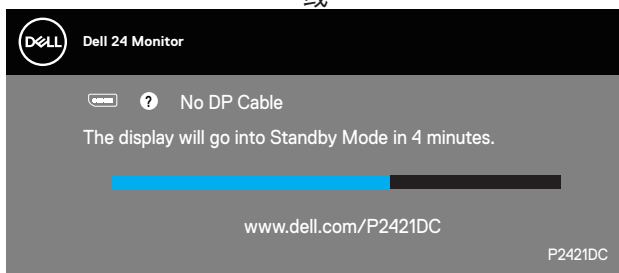 或
DELL
Dell 24 Monitor
? No DP Cable
The display will go into Standby Mode in 4 minutes.
www.dell.com/P2421DC
P2421DC